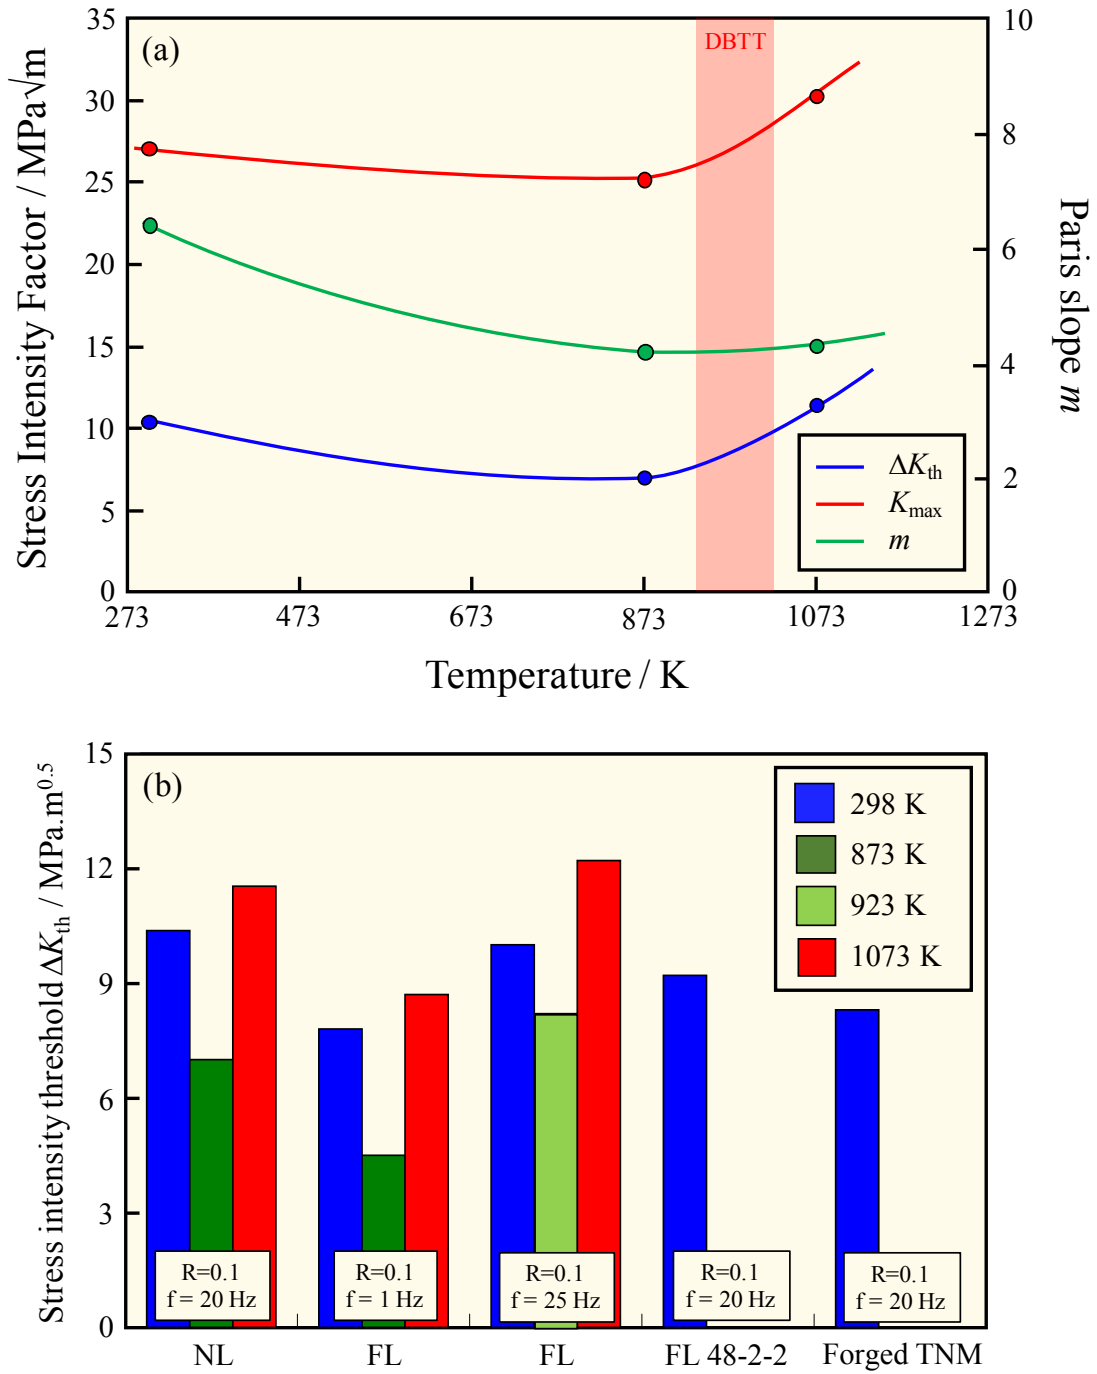 (a)
DBTT
Stress Intensity Factor / MPa√m
35
30
25
20
15
10
5
0
10
8
6
4
2
0
Paris slope m
ΔKth
Kmax
m
273
473
673
873
1073
1273
Temperature / K
(b)
Stress intensity threshold ΔKth / MPa.m0.5
15
12
9
6
3
0
298 K
873 K
923 K
1073 K
R=0.1
f = 20 Hz
R=0.1
f = 1 Hz
R=0.1
f = 25 Hz
R=0.1
f = 20 Hz
R=0.1
f = 20 Hz
NL
FL
FL
FL 48-2-2
Forged TNM